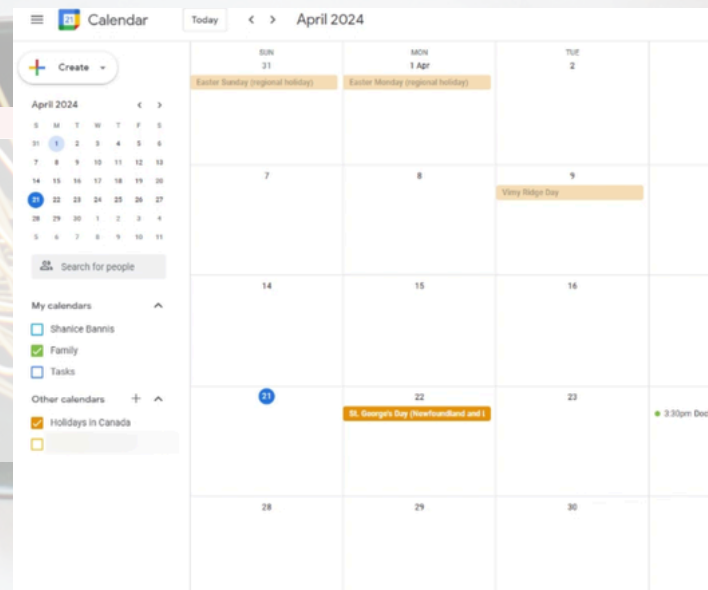 21 Calendar Today < > April 2024
Create
April 2024 < >
S M T W T F S
31 1 2 3 4 5 6
7 8 9 10 11 12 13
14 15 16 17 18 19 20
21 22 23 24 25 26 27
28 29 30 1 2 3 4
5 6 7 8 9 10 11
Search for people
My calendars
Shanice Bannis
Family
Tasks
Other calendars +
Holidays in Canada
SUN MON TUE
31 1 Apr 2
Easter Sunday (regional holiday) Easter Monday (regional holiday)
7 8 9
Vimy Ridge Day
14 15 16
21 22 23
St. George's Day (Newfoundland and L
3:30pm Doc
28 29 30